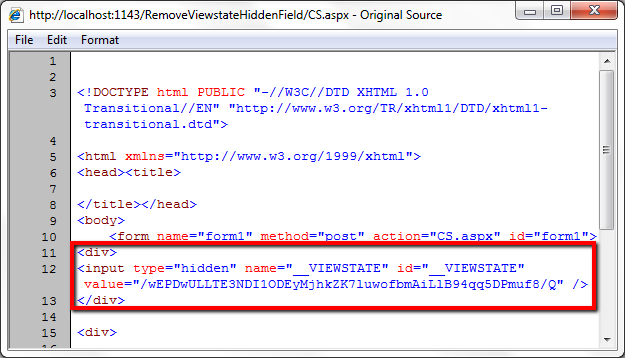 http://localhost:1143/RemoveViewstateHiddenField/CS.aspx - Original Source
File Edit Format
1
2
3 <!DOCTYPE html PUBLIC "-//W3C//DTD XHTML 1.0
Transitional//EN" "http://www.w3.org/TR/xhtml1/DTD/xhtml1-
transitional.dtd">
4
5 <html xmlns="http://www.w3.org/1999/xhtml">
6 <head><title>
7
8 </title></head>
9 <body>
10 <form name="form1" method="post" action="CS.aspx" id="form1">
11 <div>
12 <input type="hidden" name="__VIEWSTATE" id="__VIEWSTATE"
value="/wEPDwULLTE3NDI1ODEyMjhkZK7luwofbmAiLlB94qq5DPmuf8/Q" />
13 </div>
14
15 <div>
16